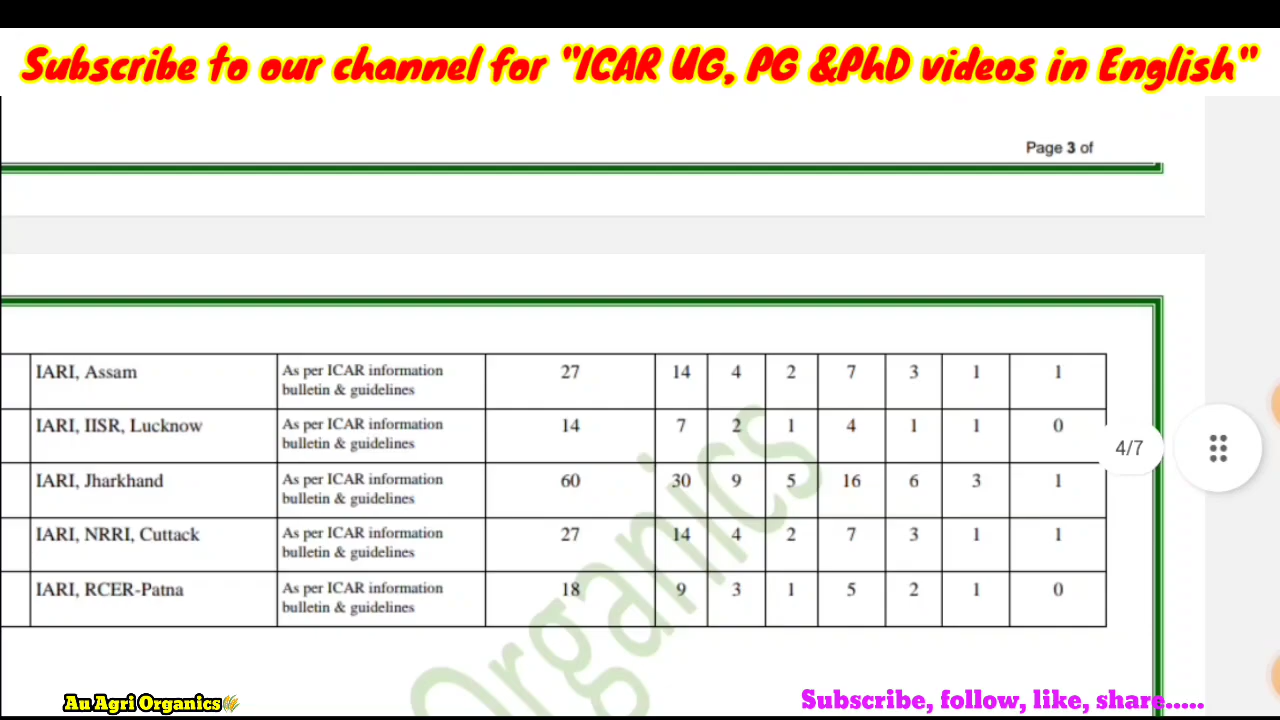 Subscribe to our channel for "ICAR UG, PG &PhD videos in English"
Page 3 of
IARI, Assam As per ICAR information bulletin & guidelines 27 14 4 2 7 3 1 1
IARI, IISR, Lucknow As per ICAR information bulletin & guidelines 14 7 2 1 4 1 1 0
4/7
IARI, Jharkhand As per ICAR information bulletin & guidelines 60 30 9 5 16 6 3 1
IARI, NRRI, Cuttack As per ICAR information bulletin & guidelines 27 14 4 2 7 3 1 1
IARI, RCER-Patna As per ICAR information bulletin & guidelines 18 9 3 1 5 2 1 0
Organics
Au Agri Organics
Subscribe, follow, like, share.....